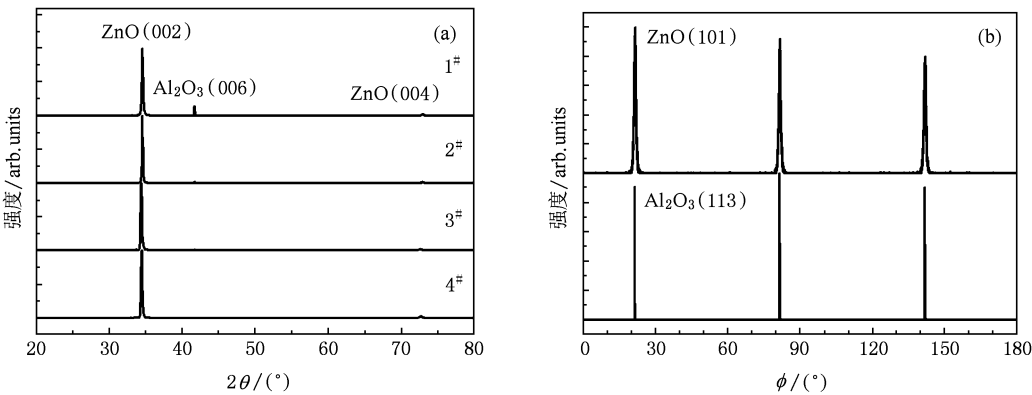 ZnO(002)
(a)
1#
Al₂O₃(006)
ZnO(004)
2#
3#
4#
强度/arb.units
20 30 40 50 60 70 80
2θ/(°)
ZnO(101)
(b)
Al₂O₃(113)
强度/arb.units
0 30 60 90 120 150 180
ϕ/(°)